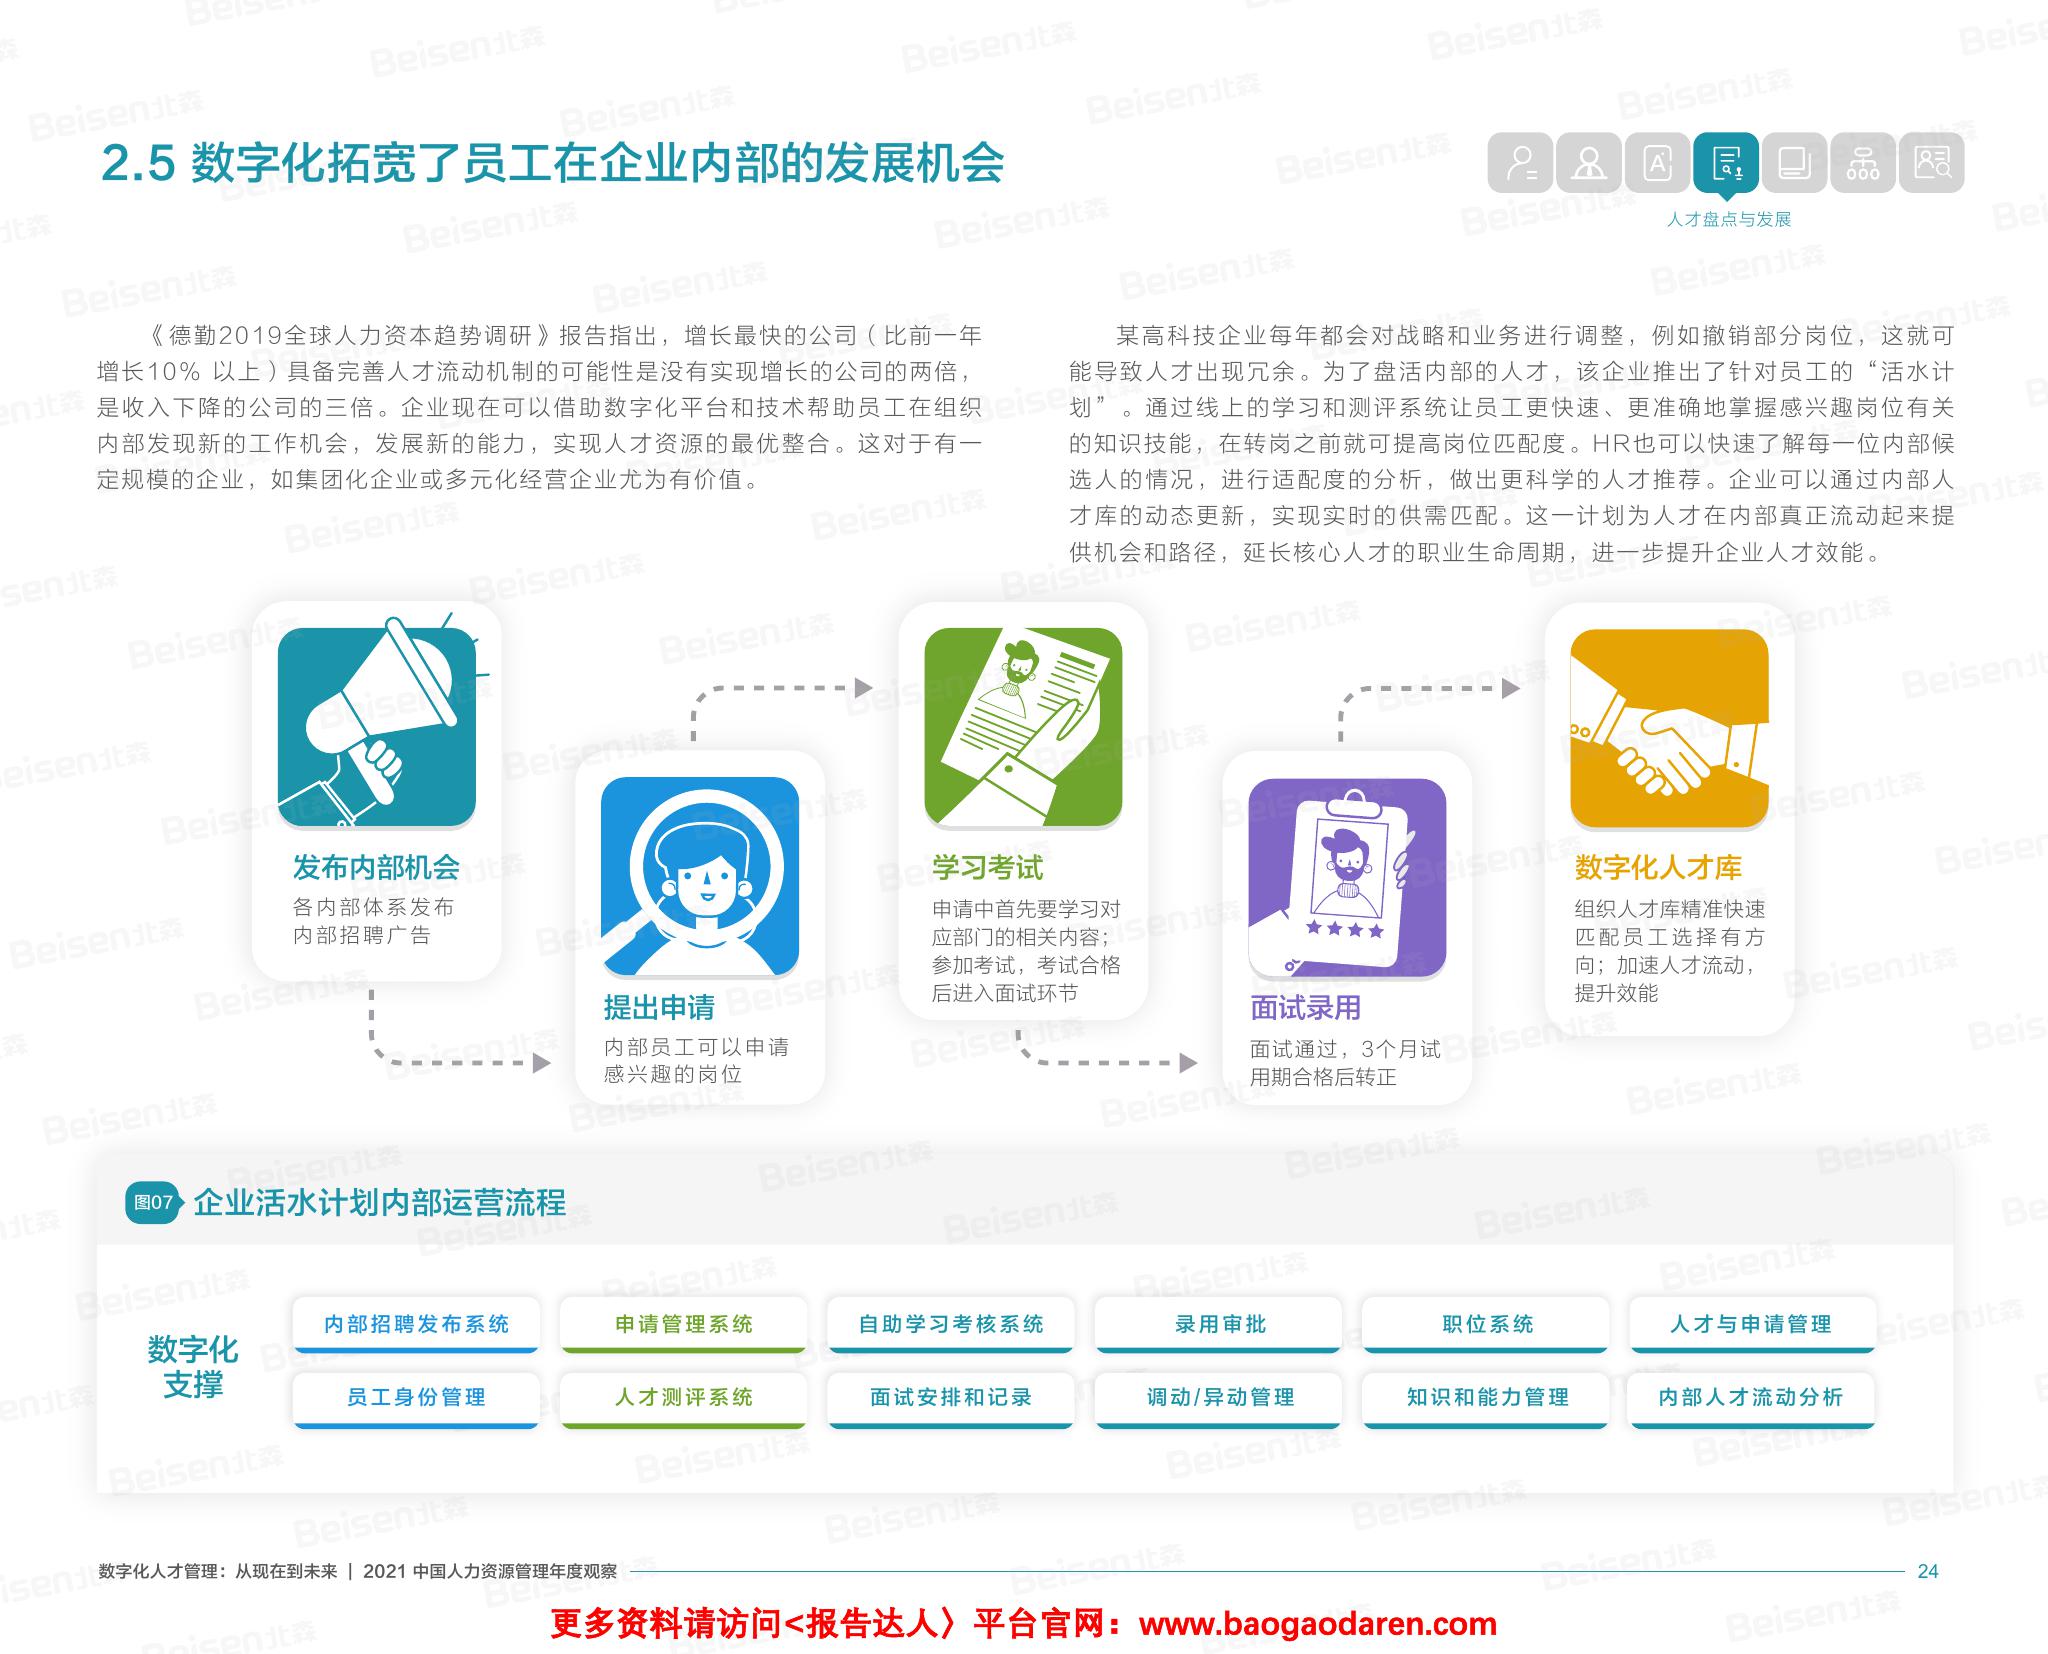 2.5 数字化拓宽了员工在企业内部的发展机会
人才盘点与发展
《德勤2019全球人力资本趋势调研》报告指出，增长最快的公司（比前一年
增长10% 以上）具备完善人才流动机制的可能性是没有实现增长的公司的两倍，
是收入下降的公司的三倍。企业现在可以借助数字化平台和技术帮助员工在组织
内部发现新的工作机会，发展新的能力，实现人才资源的最优整合。这对于有一
定规模的企业，如集团化企业或多元化经营企业尤为有价值。
某高科技企业每年都会对战略和业务进行调整，例如撤销部分岗位，这就可
能导致人才出现冗余。为了盘活内部的人才，该企业推出了针对员工的“活水计
划”。通过线上的学习和测评系统让员工更快速、更准确地掌握感兴趣岗位有关
的知识技能，在转岗之前就可提高岗位匹配度。HR也可以快速了解每一位内部候
选人的情况，进行适配度的分析，做出更科学的人才推荐。企业可以通过内部人
才库的动态更新，实现实时的供需匹配。这一计划为人才在内部真正流动起来提
供机会和路径，延长核心人才的职业生命周期，进一步提升企业人才效能。
发布内部机会
各内部体系发布
内部招聘广告
提出申请
内部员工可以申请
感兴趣的岗位
学习考试
申请中首先要学习对
应部门的相关内容；
参加考试，考试合格
后进入面试环节
面试录用
面试通过，3个月试
用期合格后转正
数字化人才库
组织人才库精准快速
匹配员工选择有方
向；加速人才流动，
提升效能
图07 企业活水计划内部运营流程
数字化
支撑
内部招聘发布系统 申请管理系统 自助学习考核系统 录用审批 职位系统 人才与申请管理
员工身份管理 人才测评系统 面试安排和记录 调动/异动管理 知识和能力管理 内部人才流动分析
数字化人才管理：从现在到未来 | 2021 中国人力资源管理年度观察 24
更多资料请访问<报告达人〉平台官网：www.baogaodaren.com
Beisen北森